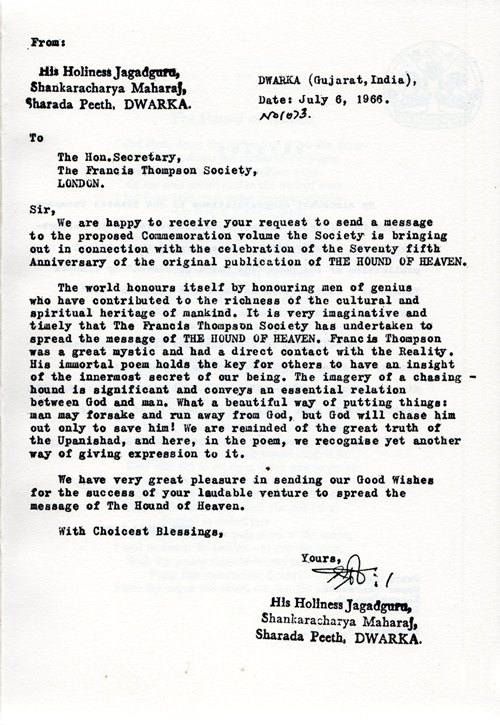 From:
His Holiness Jagadguru,
Shankaracharya Maharaj,
Sharada Peeth, DWARKA.
DWARKA (Gujarat,India),
Date: July 6, 1966.
To
The Hon.Secretary,
The Francis Thompson Society,
LONDON.
Sir,
We are happy to receive your request to send a message
to the proposed Commemoration volume the Society is bringing
out in connection with the celebration of the Seventy fifth
Anniversary of the original publication of THE HOUND OF HEAVEN.
The world honours itself by honouring men of genius
who have contributed to the richness of the cultural and
spiritual heritage of mankind. It is very imaginative and
timely that The Francis Thompson Society has undertaken to
spread the message of THE HOUND OF HEAVEN. Francis Thompson
was a great mystic and had a direct contact with the Reality.
His immortal poem holds the key for others to have an insight
of the innermost secret of our being. The imagery of a chasing -
hound is significant and conveys an essential relation
between God and man. What a beautiful way of putting things:
man may forsake and run away from God, but God will chase him
out only to save him! We are reminded of the great truth of
the Upanishad, and here, in the poem, we recognise yet another
way of giving expression to it.
We have very great pleasure in sending our Good Wishes
for the success of your laudable venture to spread the
message of The Hound of Heaven.
With Choicest Blessings,
Yours,
His Holiness Jagadguru,
Shankaracharya Maharaj,
Sharada Peeth, DWARKA.